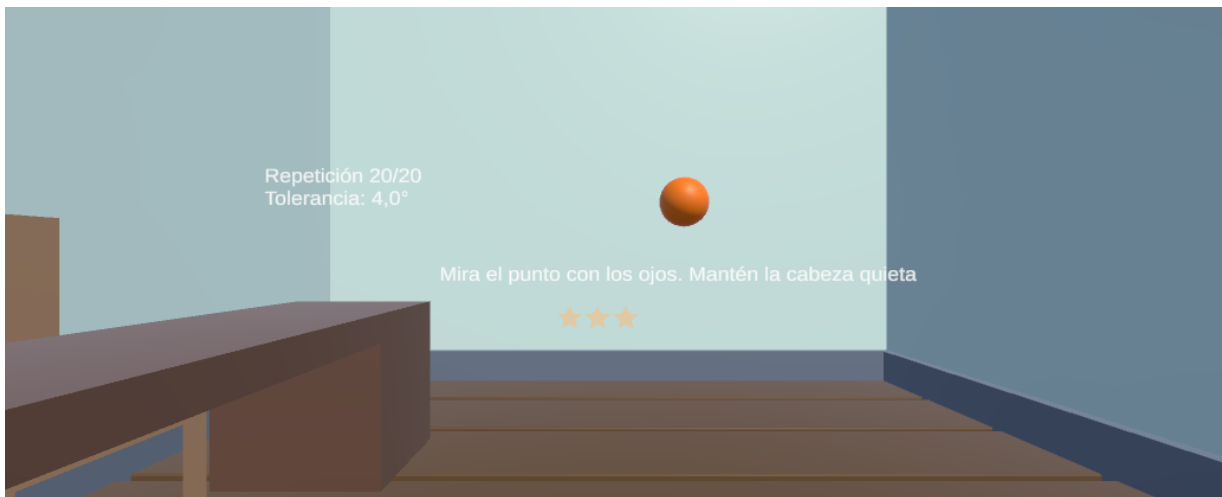 Repetición 20/20
Tolerancia: 4,0°
Mira el punto con los ojos. Mantén la cabeza quieta